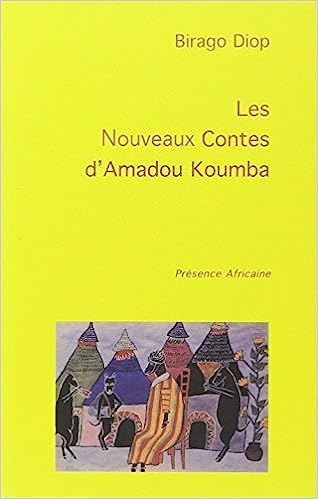 Birago Diop
Les
Nouveaux Contes
d'Amadou Koumba
Présence Africaine